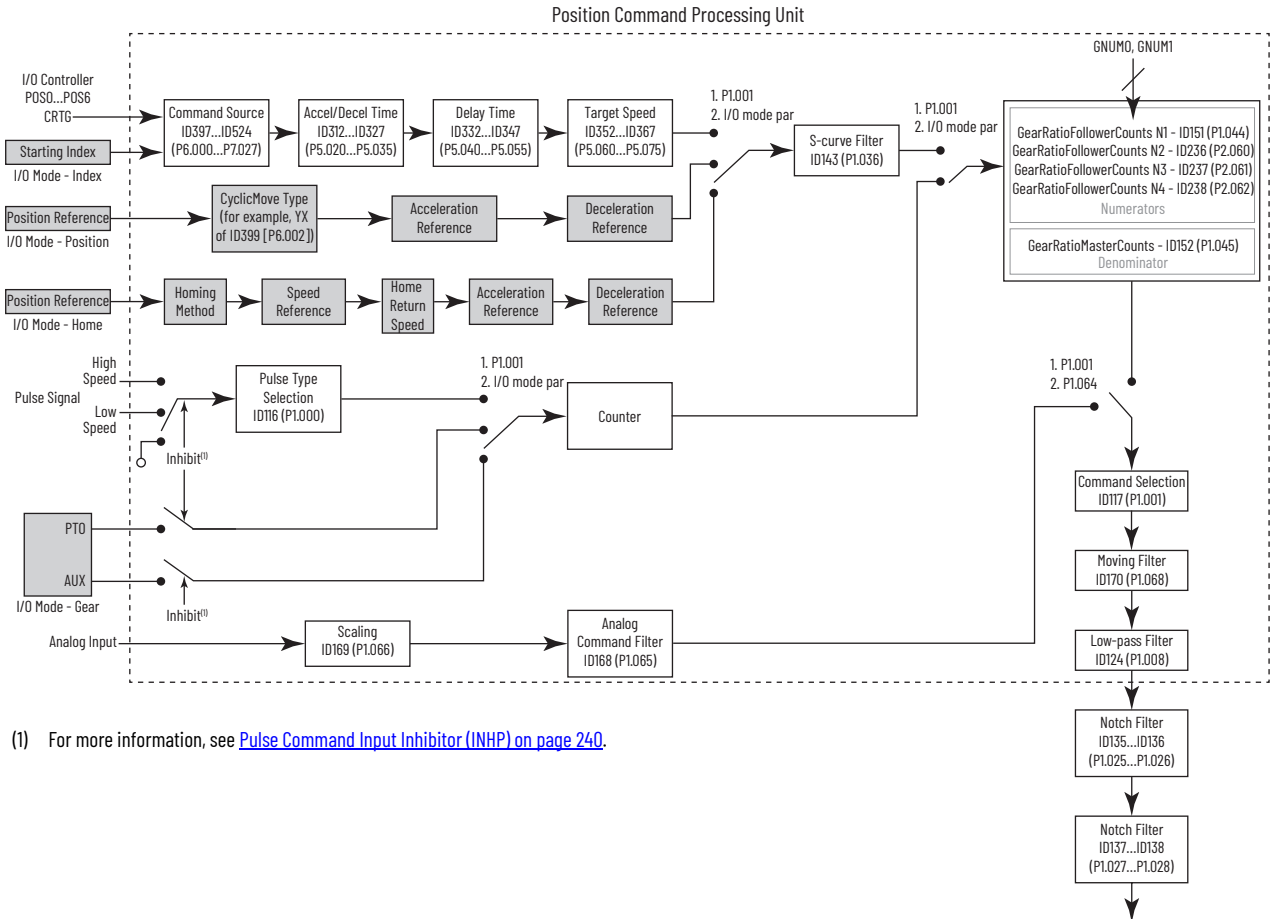 Position Command Processing Unit
GNUM0, GNUM1
I/O Controller
POS0...POS6
CRTG
Starting Index
I/O Mode - Index
Command Source
ID397...ID524
(P6.000...P7.027)
Accel/Decel Time
ID312...ID327
(P5.020...P5.035)
Delay Time
ID332...ID347
(P5.040...P5.055)
Target Speed
ID352...ID367
(P5.060...P5.075)
1. P1.001
2. I/O mode par
S-curve Filter
ID143 (P1.036)
1. P1.001
2. I/O mode par
GearRatioFollowerCounts N1 - ID151 (P1.044)
GearRatioFollowerCounts N2 - ID236 (P2.060)
GearRatioFollowerCounts N3 - ID237 (P2.061)
GearRatioFollowerCounts N4 - ID238 (P2.062)
Numerators
GearRatioMasterCounts - ID152 (P1.045)
Denominator
Position Reference
I/O Mode - Position
CyclicMove Type
(for example, YX
of ID399 [P6.002])
Acceleration
Reference
Deceleration
Reference
Position Reference
I/O Mode - Home
Homing
Method
Speed
Reference
Home
Return
Speed
Acceleration
Reference
Deceleration
Reference
High
Speed
Pulse Signal
Low
Speed
Inhibit(1)
Pulse Type
Selection
ID116 (P1.000)
1. P1.001
2. I/O mode par
Counter
1. P1.001
2. P1.064
PTO
AUX
I/O Mode - Gear
Inhibit(1)
Analog Input
Scaling
ID169 (P1.066)
Analog
Command Filter
ID168 (P1.065)
Command Selection
ID117 (P1.001)
Moving Filter
ID170 (P1.068)
Low-pass Filter
ID124 (P1.008)
Notch Filter
ID135...ID136
(P1.025...P1.026)
Notch Filter
ID137...ID138
(P1.027...P1.028)
(1) For more information, see Pulse Command Input Inhibitor (INHP) on page 240.